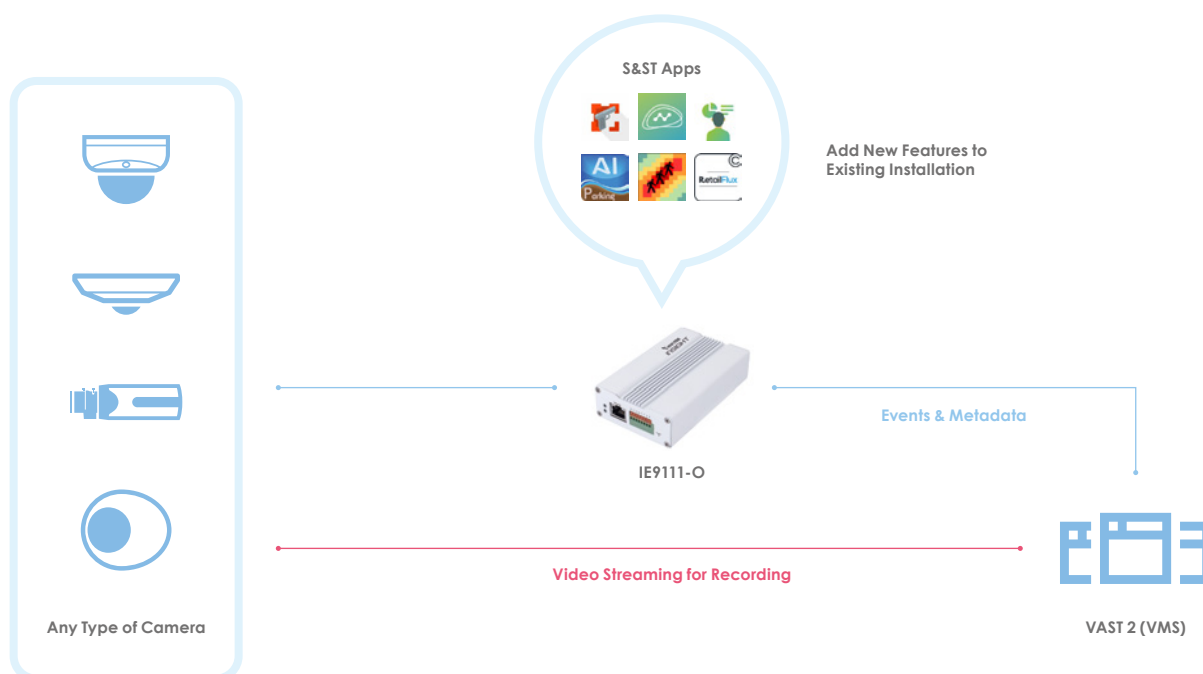 S&ST Apps
AI
Parking
RetailFlux
Add New Features to
Existing Installation
INSIGHT
IE9111-O
Events & Metadata
Video Streaming for Recording
Any Type of Camera
VAST 2 (VMS)